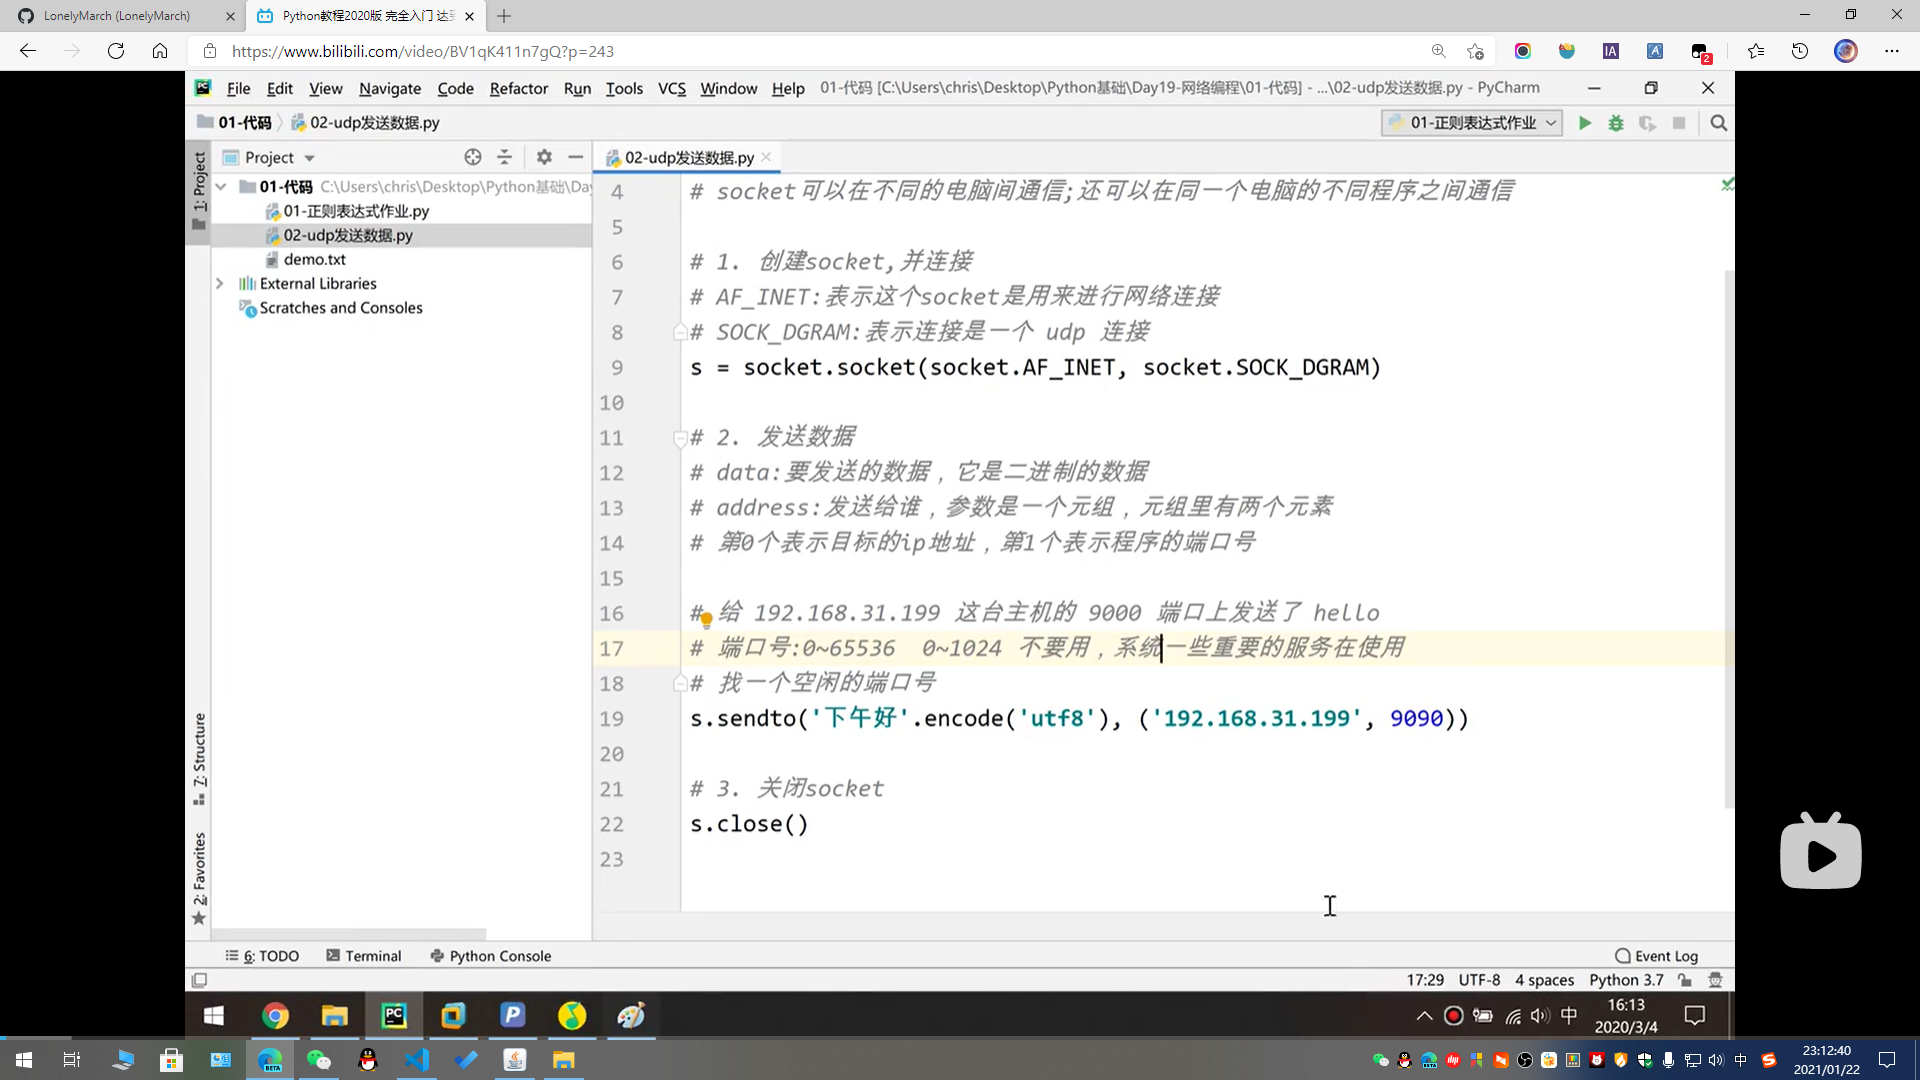 LonelyMarch (LonelyMarch)
Python教程2020版 完全入门 达到
https://www.bilibili.com/video/BV1qK411n7gQ?p=243
IA
A
2
File Edit View Navigate Code Refactor Run Tools VCS Window Help 01-代码 [C:\Users\chris\Desktop\Python基础\Day19-网络编程\01-代码] - ...\02-udp发送数据.py - PyCharm
01-代码 02-udp发送数据.py
01-正则表达式作业
1: Project
Project
02-udp发送数据.py
01-代码 C:\Users\chris\Desktop\Python基础\Da
01-正则表达式作业.py
02-udp发送数据.py
demo.txt
External Libraries
Scratches and Consoles
4 # socket可以在不同的电脑间通信;还可以在同一个电脑的不同程序之间通信
5
6 # 1. 创建socket,并连接
7 # AF_INET:表示这个socket是用来进行网络连接
8 # SOCK_DGRAM:表示连接是一个 udp 连接
9 s = socket.socket(socket.AF_INET, socket.SOCK_DGRAM)
10
11 # 2. 发送数据
12 # data:要发送的数据，它是二进制的数据
13 # address:发送给谁，参数是一个元组，元组里有两个元素
14 # 第0个表示目标的ip地址，第1个表示程序的端口号
15
16 # 给 192.168.31.199 这台主机的 9000 端口上发送了 hello
17 # 端口号:0~65536  0~1024 不要用，系统一些重要的服务在使用
18 # 找一个空闲的端口号
19 s.sendto('下午好'.encode('utf8'), ('192.168.31.199', 9090))
20
21 # 3. 关闭socket
22 s.close()
23
7: Structure
2: Favorites
6: TODO Terminal Python Console Event Log
17:29 UTF-8 4 spaces Python 3.7
PC
P
中
16:13
2020/3/4
BETA
中
23:12:40
2021/01/22